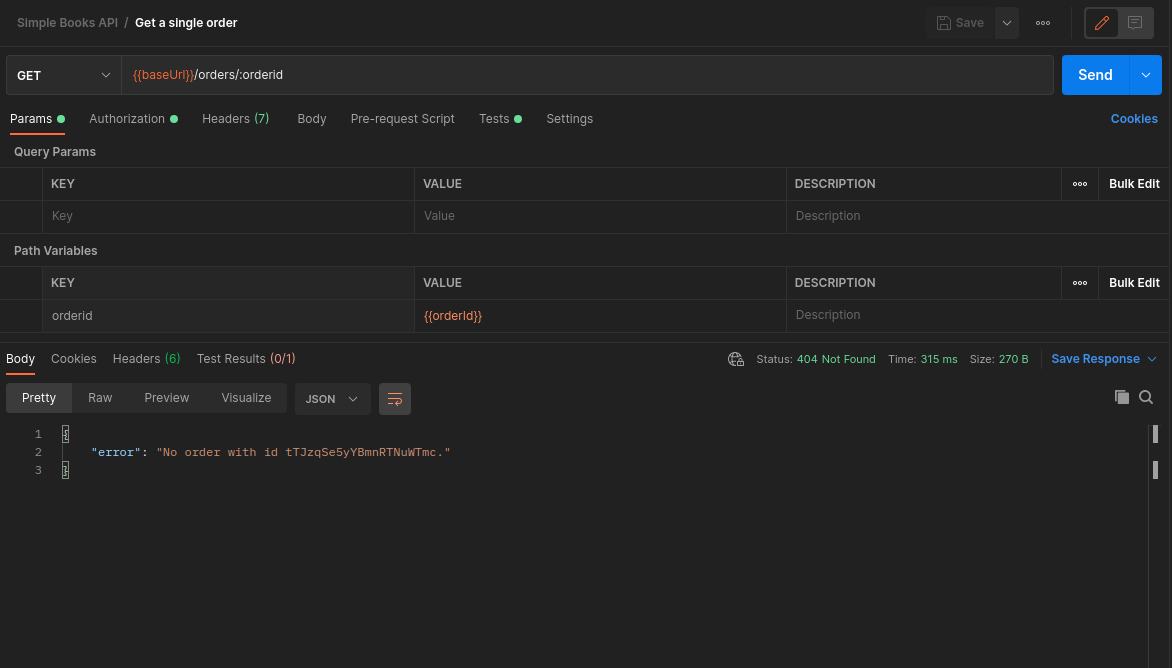 Simple Books API / Get a single order
Save
GET
{{baseUrl}}/orders/:orderid
Send
Params Authorization Headers (7) Body Pre-request Script Tests Settings Cookies
Query Params
KEY VALUE DESCRIPTION Bulk Edit
Key Value Description
Path Variables
KEY VALUE DESCRIPTION Bulk Edit
orderid {{orderId}} Description
Body Cookies Headers (6) Test Results (0/1) Status: 404 Not Found Time: 315 ms Size: 270 B Save Response
Pretty Raw Preview Visualize JSON
1 {
2 "error": "No order with id tTJzqSe5yYBmnRTNuWTmc."
3 }